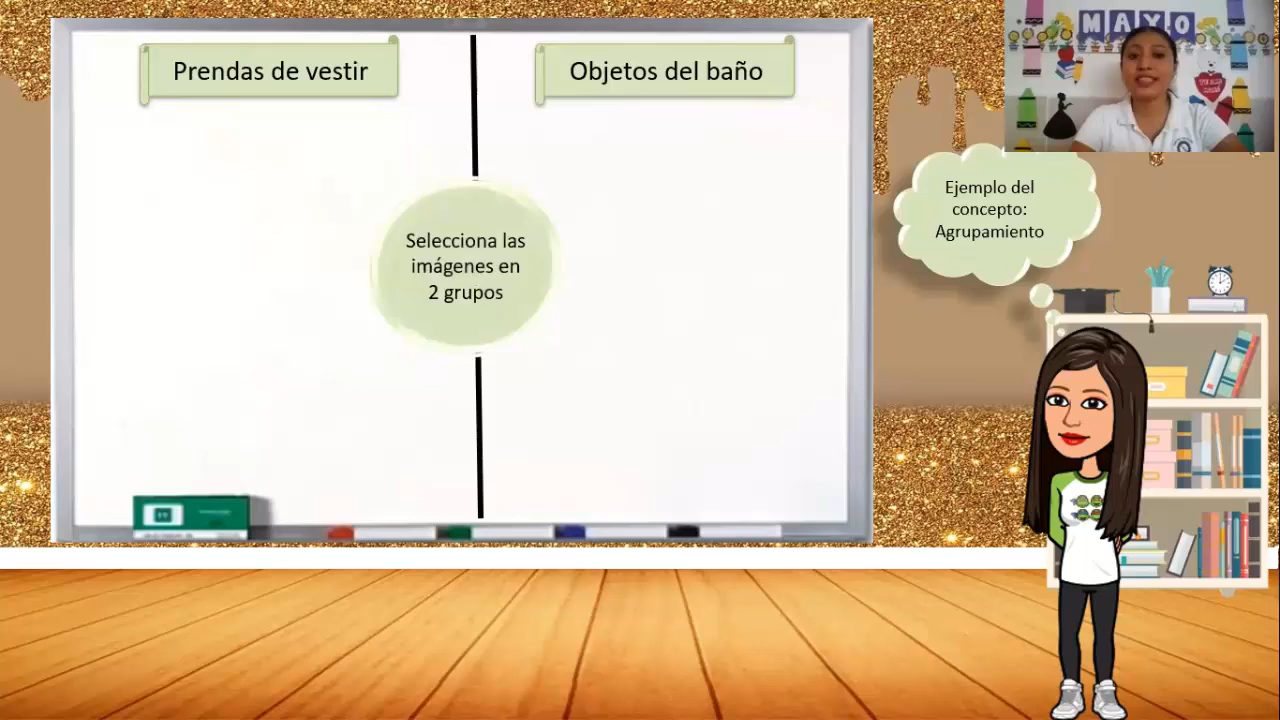 Prendas de vestir
Objetos del baño
Selecciona las
imágenes en
2 grupos
Ejemplo del
concepto:
Agrupamiento
MAYO